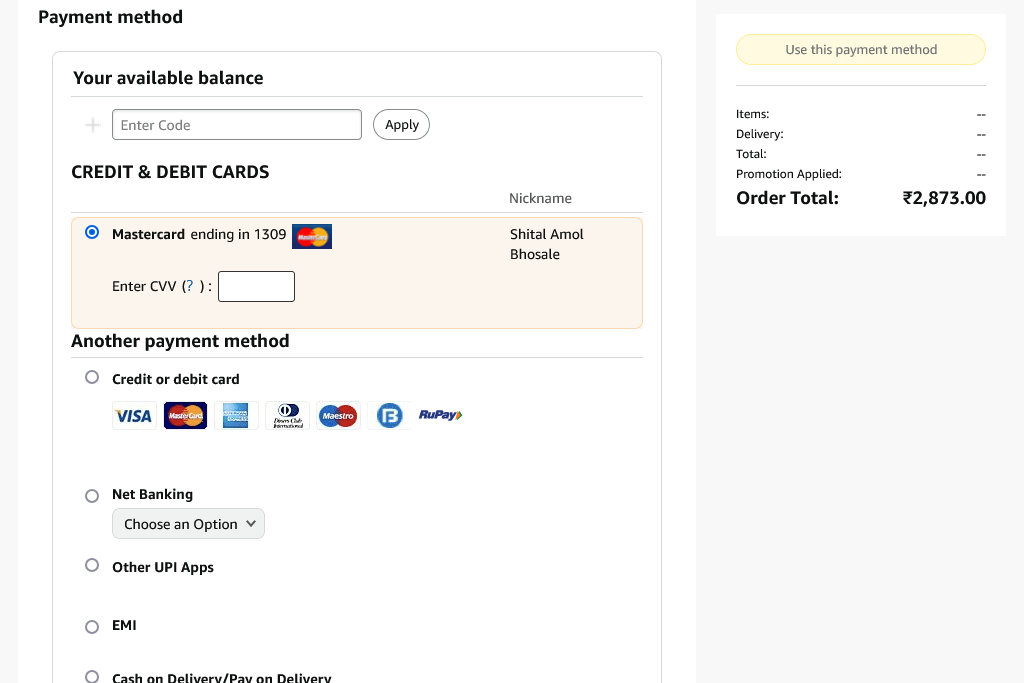 Payment method
Your available balance
Enter Code
Apply
CREDIT & DEBIT CARDS
Nickname
Mastercard ending in 1309 MasterCard
Shital Amol
Bhosale
Enter CVV (? ) :
Another payment method
Credit or debit card
VISA MasterCard AMERICAN EXPRESS Diners Club International Maestro B RuPay
Net Banking
Choose an Option
Other UPI Apps
EMI
Cash on Delivery/Pay on Delivery
Use this payment method
Items: --
Delivery: --
Total: --
Promotion Applied: --
Order Total: ₹2,873.00